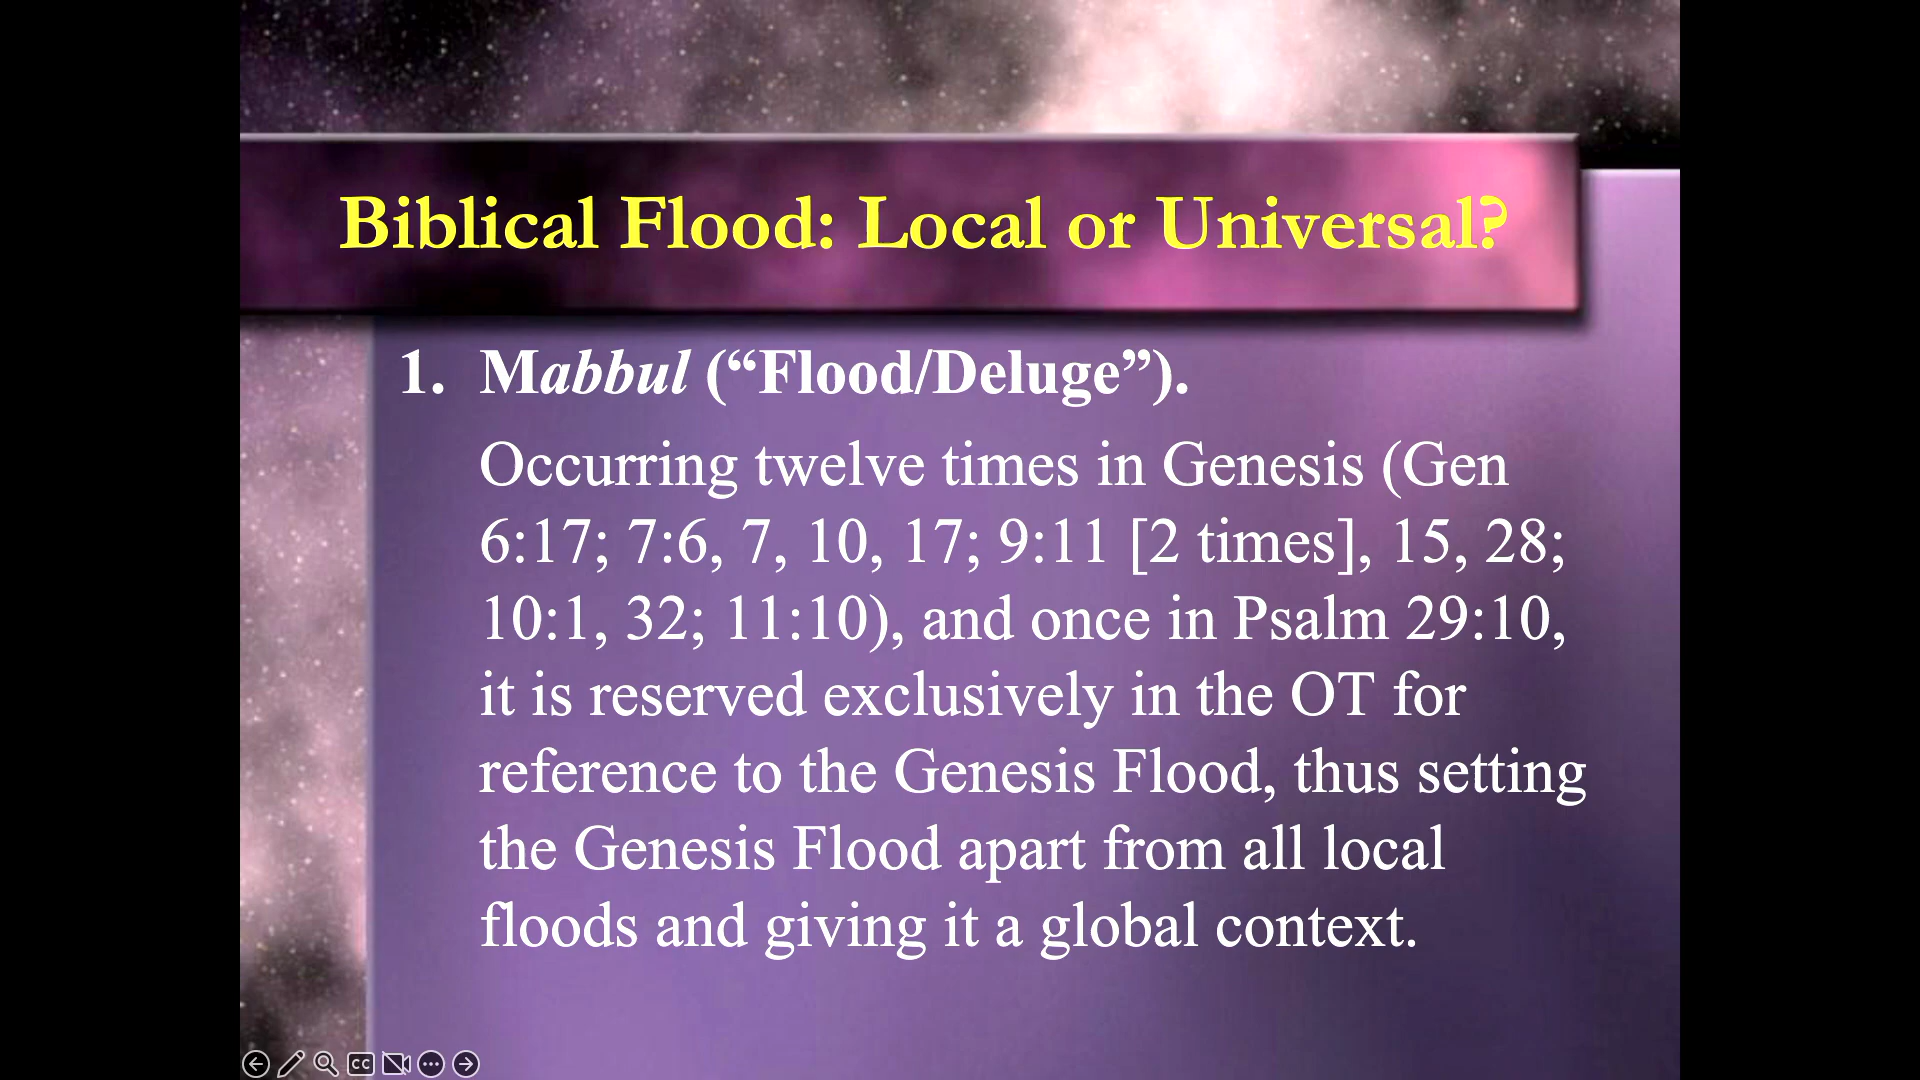 Biblical Flood: Local or Universal?
1. Mabbul (“Flood/Deluge”).
Occurring twelve times in Genesis (Gen
6:17; 7:6, 7, 10, 17; 9:11 [2 times], 15, 28;
10:1, 32; 11:10), and once in Psalm 29:10,
it is reserved exclusively in the OT for
reference to the Genesis Flood, thus setting
the Genesis Flood apart from all local
floods and giving it a global context.
CC